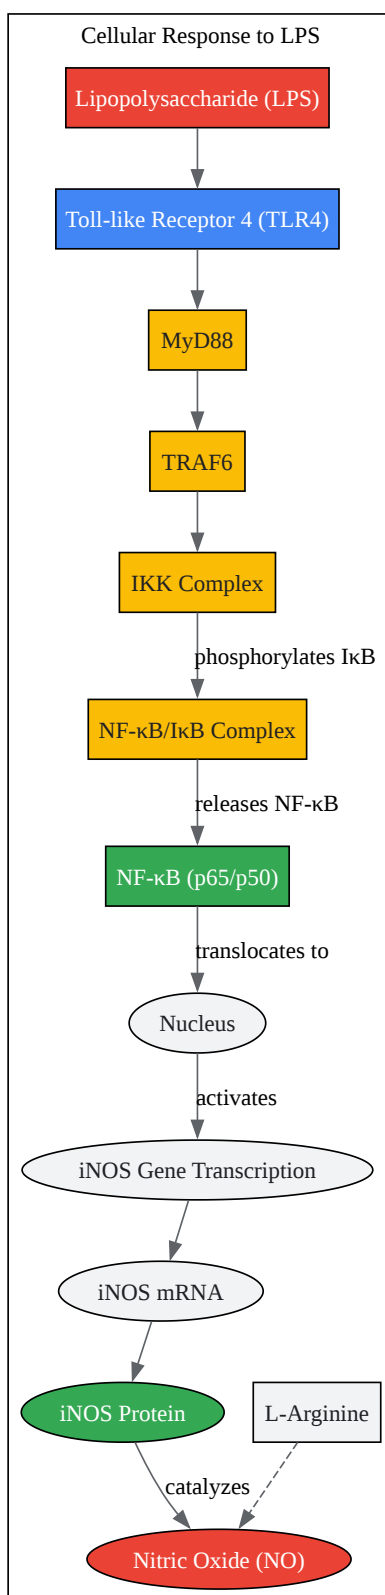 Cellular Response to LPS
Lipopolysaccharide (LPS)
Toll-like Receptor 4 (TLR4)
MyD88
TRAF6
IKK Complex
phosphorylates IκB
NF-κB/IκB Complex
releases NF-κB
NF-κB (p65/p50)
translocates to
Nucleus
activates
iNOS Gene Transcription
iNOS mRNA
iNOS Protein
L-Arginine
catalyzes
Nitric Oxide (NO)